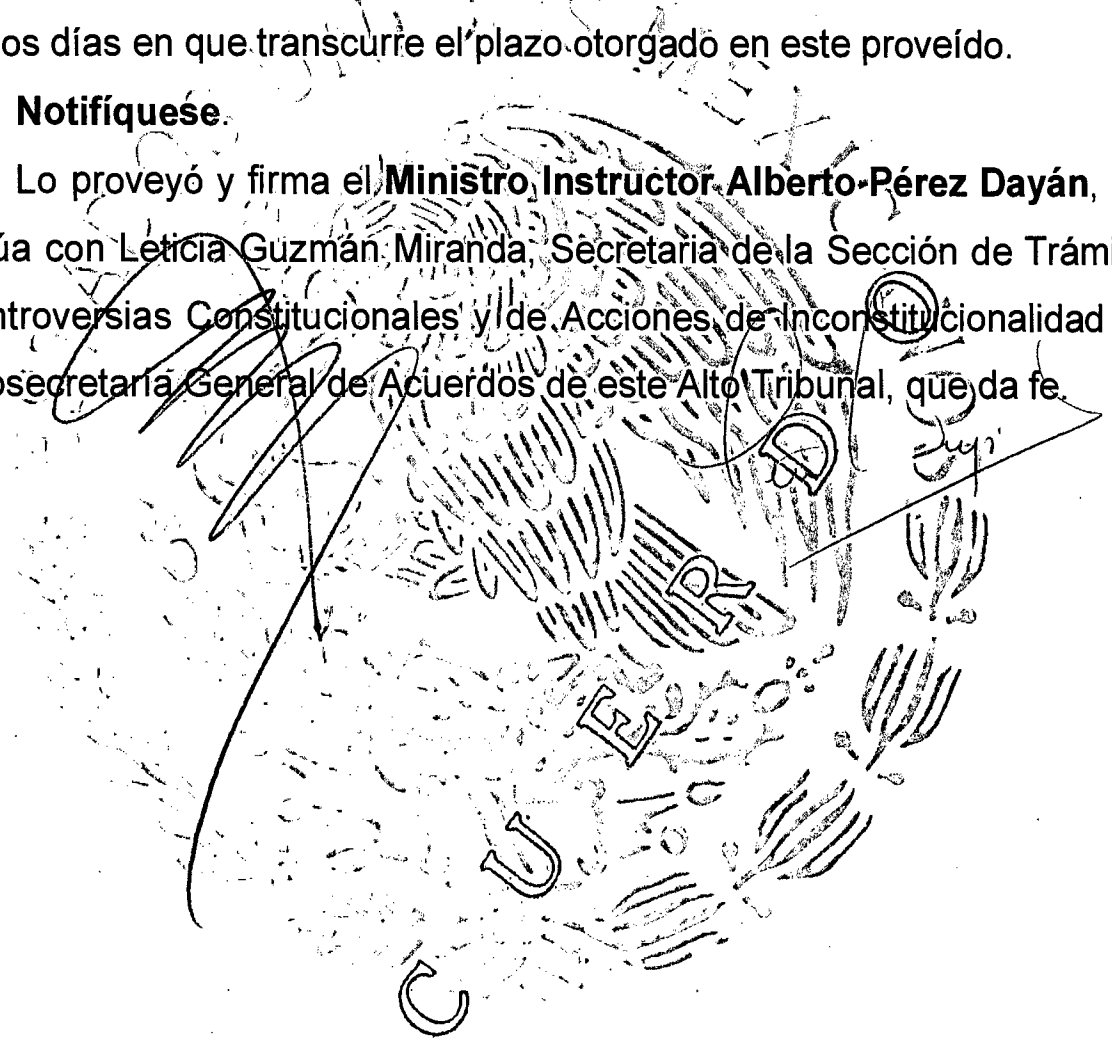 os días en que transcurre el plazo otorgado en este proveído.
Notifíquese.
Lo proveyó y firma el Ministro Instructor Alberto Pérez Dayán,
úa con Leticia Guzmán Miranda, Secretaria de la Sección de Trámi
ntroversias Constitucionales y de Acciones de Inconstitucionalidad
osecretaría General de Acuerdos de este Alto Tribunal, que da fe.
C U E R D O